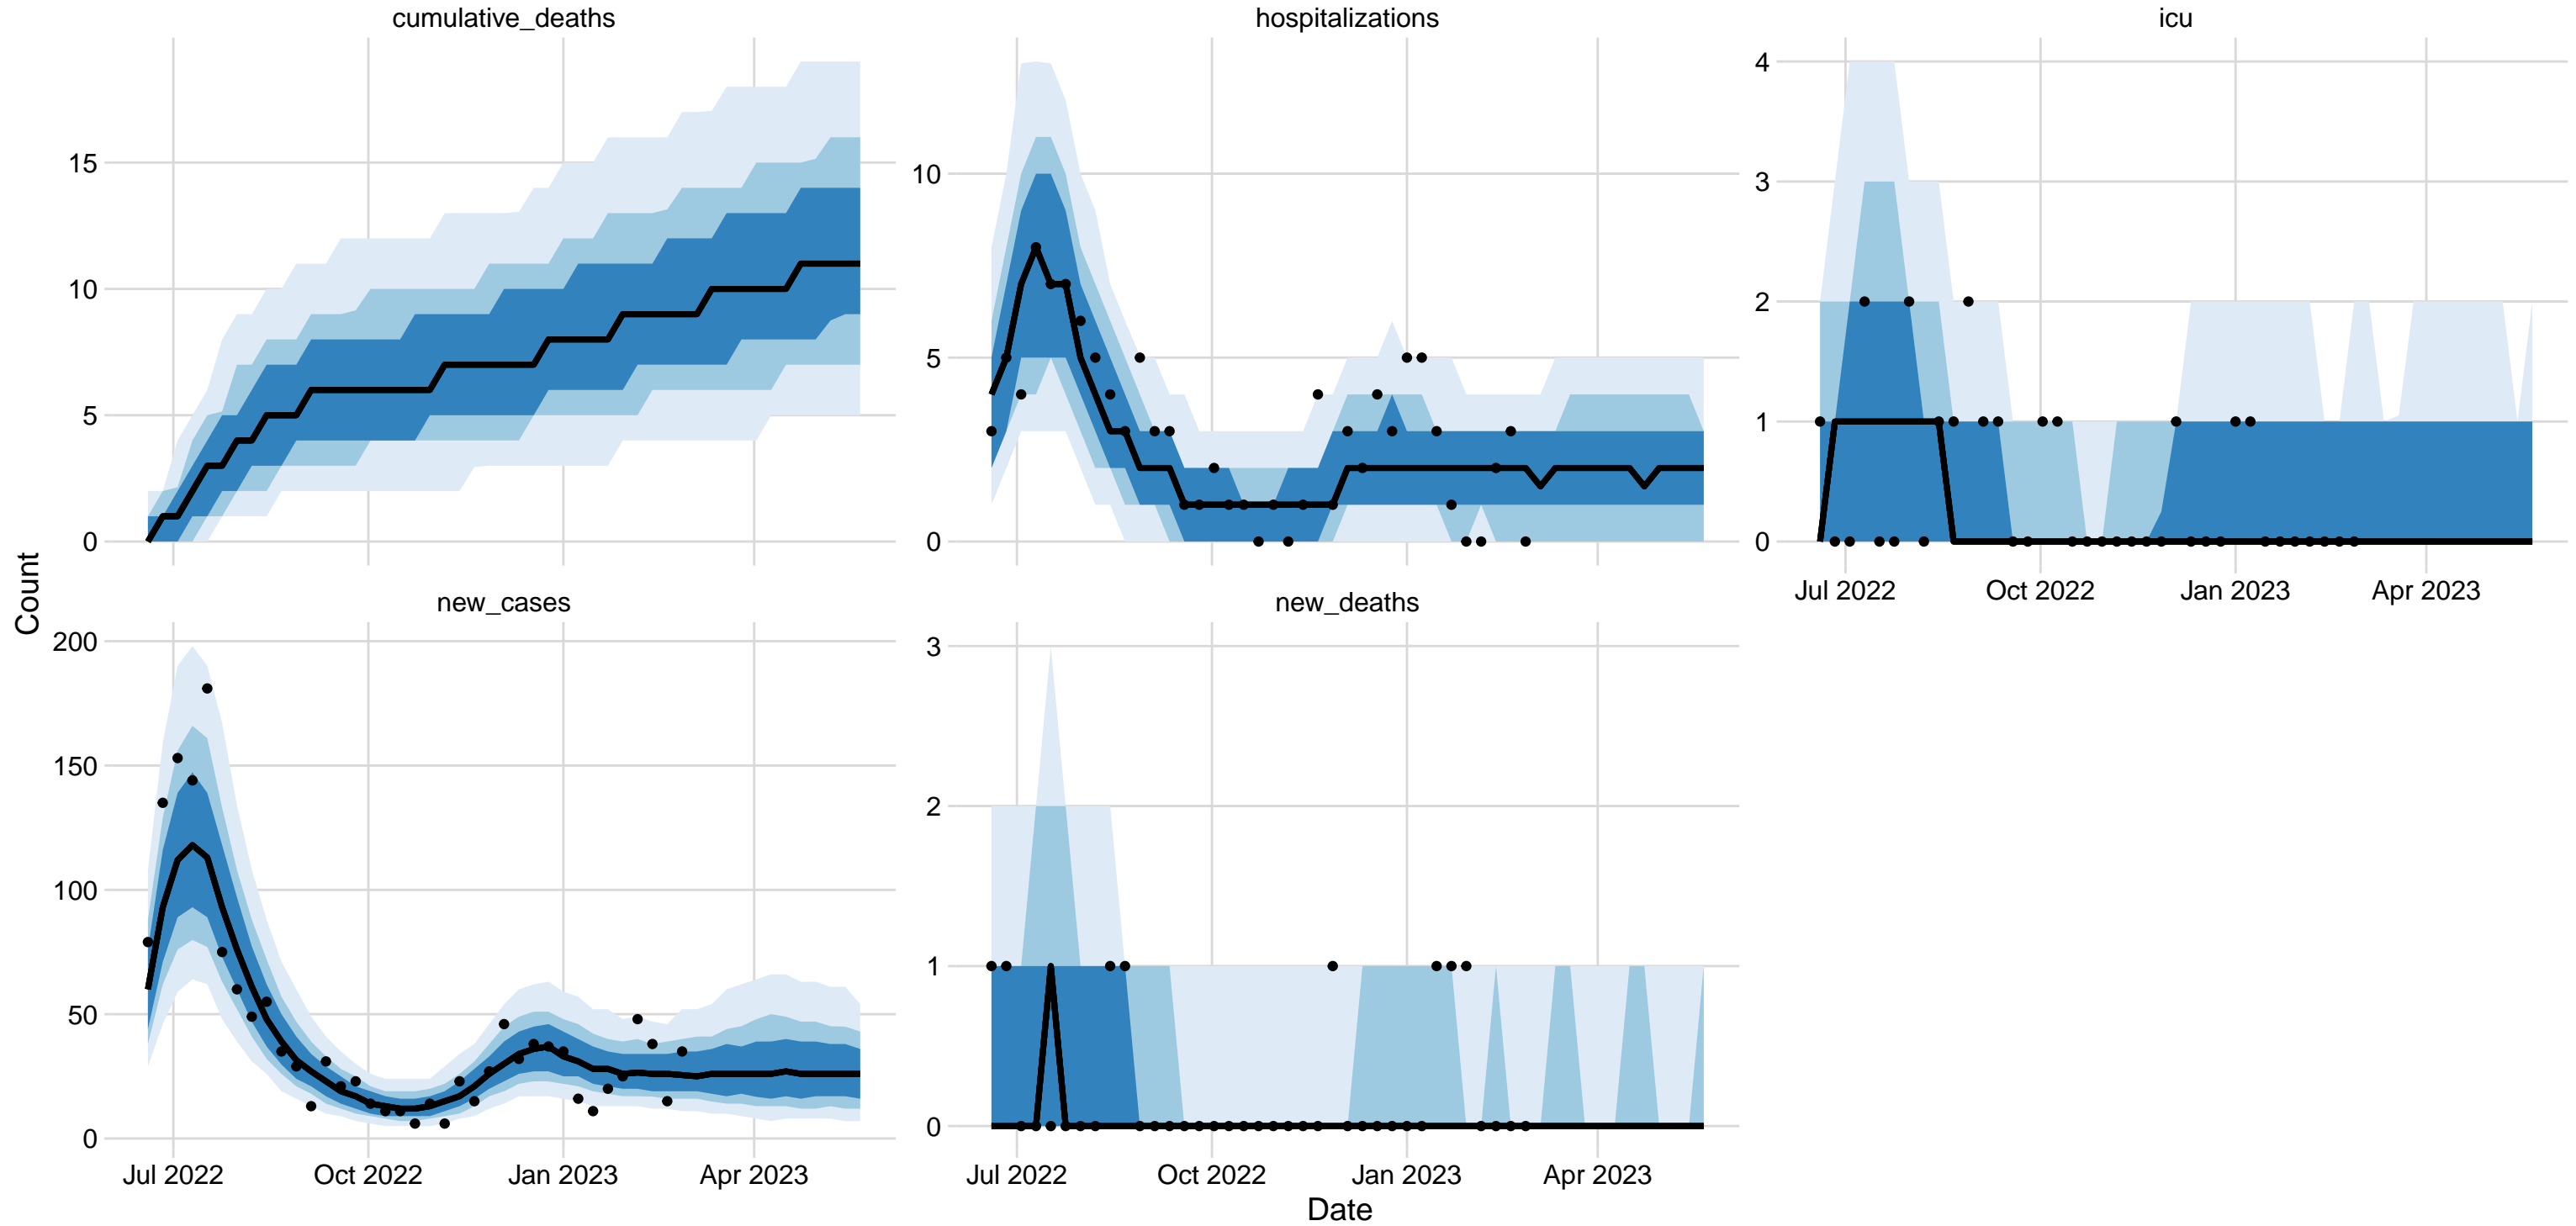 cumulative_deaths
hospitalizations
icu
15
10
5
0
10
5
0
4
3
2
1
0
Jul 2022
Oct 2022
Jan 2023
Apr 2023
Count
new_cases
new_deaths
200
150
100
50
0
3
2
1
0
Jul 2022
Oct 2022
Jan 2023
Apr 2023
Jul 2022
Oct 2022
Jan 2023
Apr 2023
Date